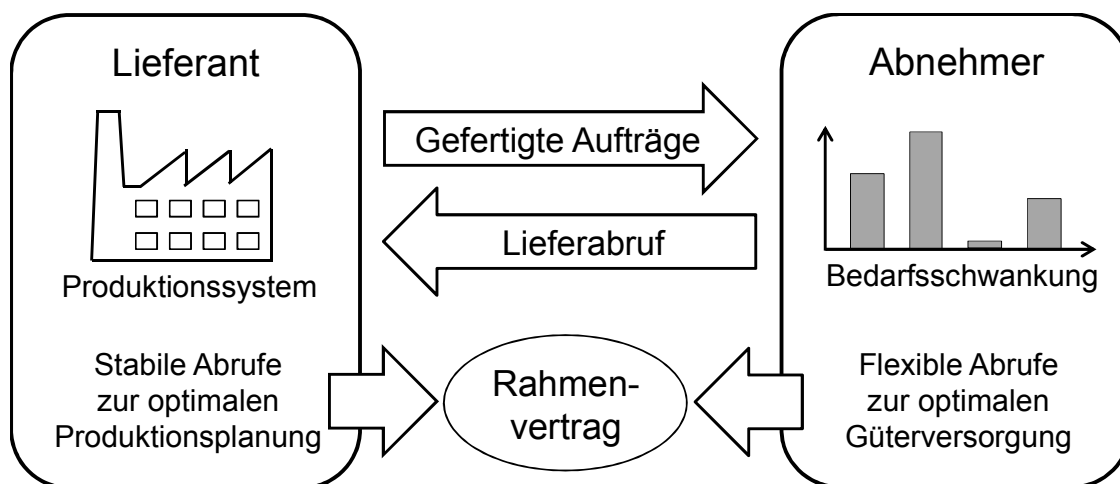 Lieferant
Abnehmer
Gefertigte Aufträge
Lieferabruf
Produktionssystem
Bedarfsschwankung
Stabile Abrufe
zur optimalen
Produktionsplanung
Rahmen-
vertrag
Flexible Abrufe
zur optimalen
Güterversorgung